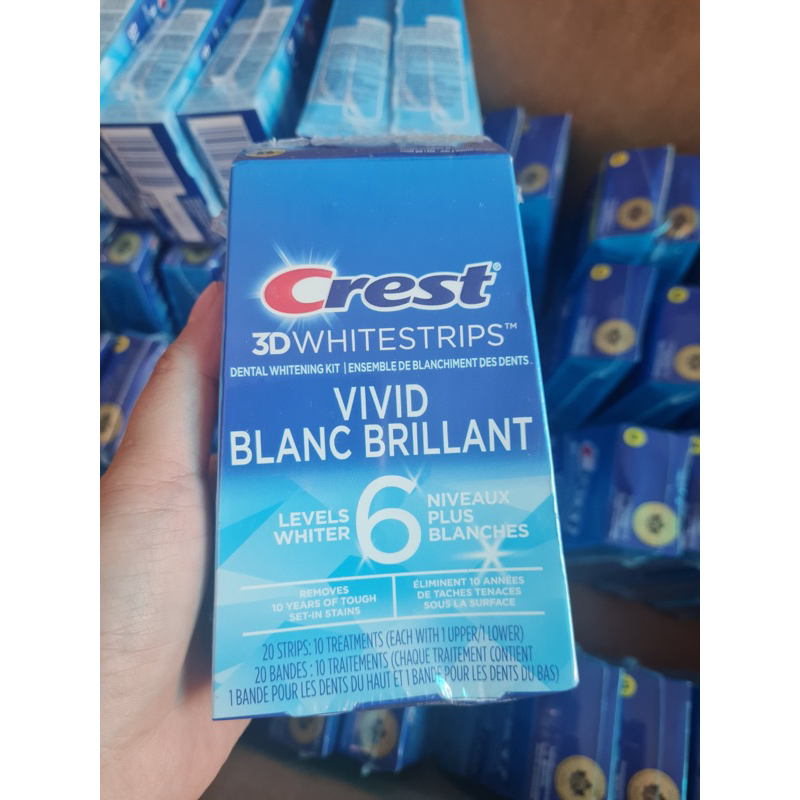 Crest®
3DWHITESTRIPS™
DENTAL WHITENING KIT | ENSEMBLE DE BLANCHIMENT DES DENTS
VIVID
BLANC BRILLANT
LEVELS WHITER
6
NIVEAUX PLUS BLANCHES
REMOVES
10 YEARS OF TOUGH
SET-IN STAINS
ÉLIMINENT 10 ANNÉES
DE TACHES TENACES
SOUS LA SURFACE
20 STRIPS: 10 TREATMENTS (EACH WITH 1 UPPER/1 LOWER)
20 BANDES : 10 TRAITEMENTS (CHAQUE TRAITEMENT CONTIENT
1 BANDE POUR LES DENTS DU HAUT ET 1 BANDE POUR LES DENTS DU BAS)